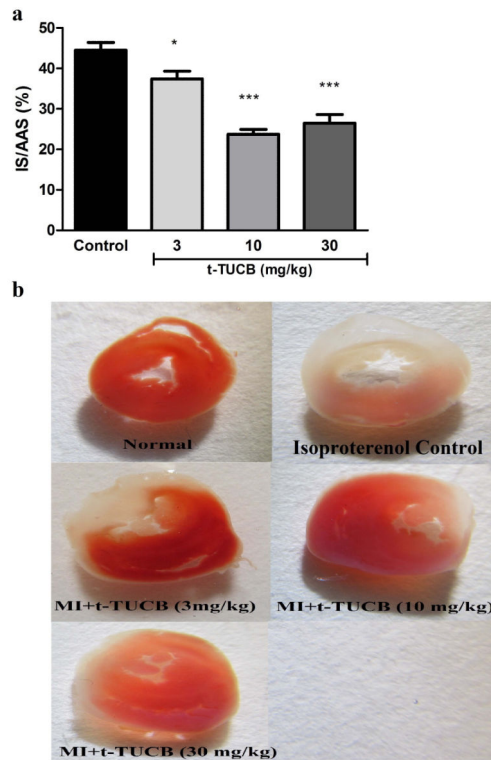 a
*
***
***
50
40
30
20
10
0
IS/AAS (%)
Control 3 10 30
t-TUCB (mg/kg)
b
Normal
Isoproterenol Control
MI+t-TUCB (3mg/kg)
MI+t-TUCB (10 mg/kg)
MI+t-TUCB (30 mg/kg)